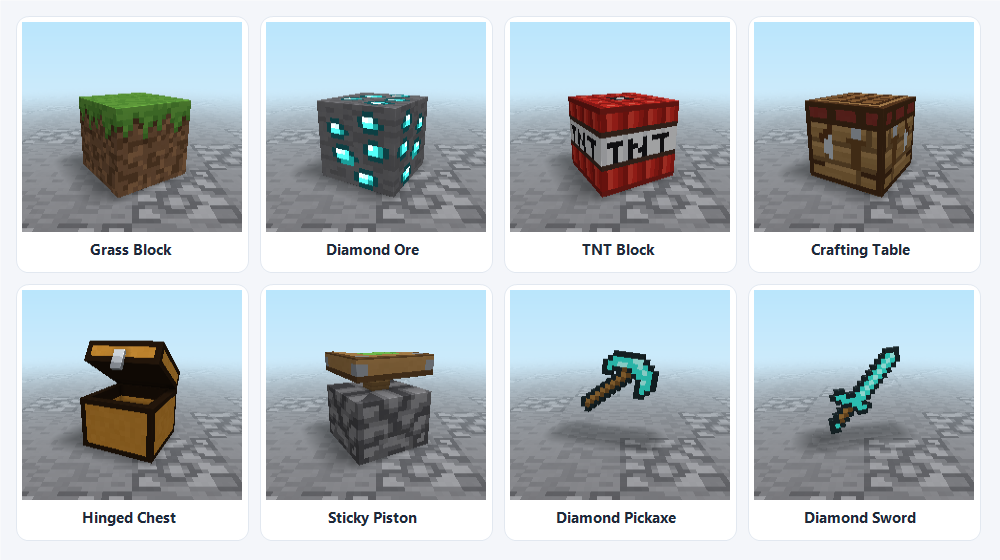 TNT TNT
Grass Block
Diamond Ore
TNT Block
Crafting Table
Hinged Chest
Sticky Piston
Diamond Pickaxe
Diamond Sword